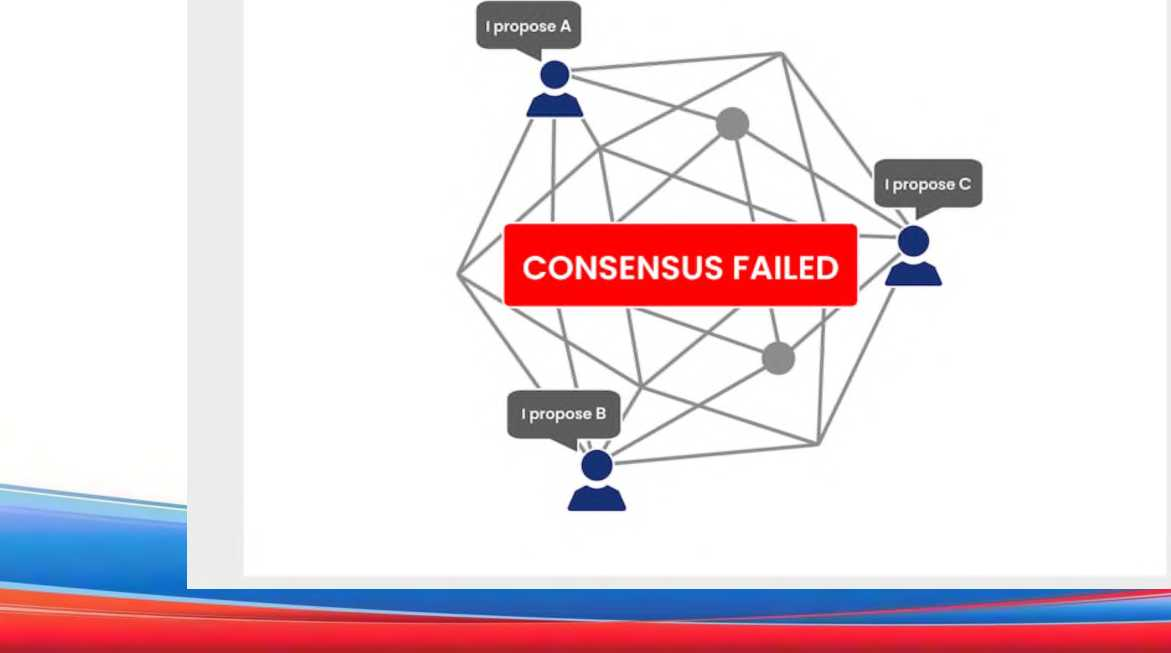 I propose A
I propose C
CONSENSUS FAILED
I propose B